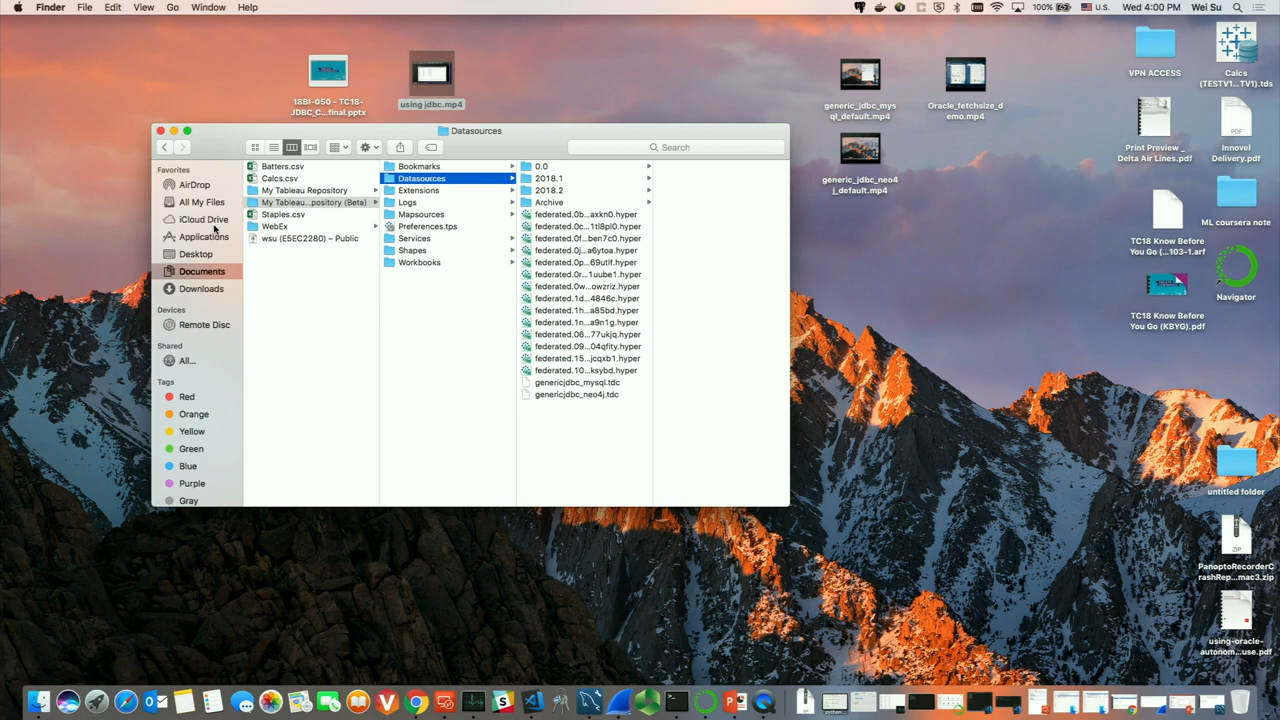 Finder File Edit View Go Window Help
100% U.S. Wed 4:00 PM Wei Su
18BI-050 - TC18-
JDBC_C...final.pptx
using jdbc.mp4
generic_jdbc_mys
ql_default.mp4
Oracle_fetchsize_d
emo.mp4
generic_jdbc_neo4
j_default.mp4
VPN ACCESS
Calcs
(TESTV1...TV1).tds
Print Preview _
Delta Air Lines.pdf
PDF
Innovel
Delivery.pdf
TC18 Know Before
You Go (...103-1.arf
ML coursera note
TC18 Know Before
You Go (KBYG).pdf
Navigator
untitled folder
ZIP
PanoptoRecorderC
rashRep...mac3.zip
using-oracle-
autonom...use.pdf
Datasources
Search
Favorites
AirDrop
All My Files
iCloud Drive
Applications
Desktop
Documents
Downloads
Devices
Remote Disc
Shared
All...
Tags
Red
Orange
Yellow
Green
Blue
Purple
Gray
Batters.csv
Calcs.csv
My Tableau Repository
My Tableau...pository (Beta)
Staples.csv
WebEx
wsu (E5EC2280) – Public
Bookmarks
Datasources
Extensions
Logs
Mapsources
Preferences.tps
Services
Shapes
Workbooks
0.0
2018.1
2018.2
Archive
federated.0b...axkn0.hyper
federated.0c...1tl8pl0.hyper
federated.0f...ben7c0.hyper
federated.0j...a6ytoa.hyper
federated.0p...69utlf.hyper
federated.0r...1uube1.hyper
federated.0w...owzriz.hyper
federated.1d...4846c.hyper
federated.1h...a85bd.hyper
federated.1n...a9n1g.hyper
federated.06...77ukjq.hyper
federated.09...04qfity.hyper
federated.15...jcqxb1.hyper
federated.10...ksybd.hyper
genericjdbc_mysql.tdc
genericjdbc_neo4j.tdc